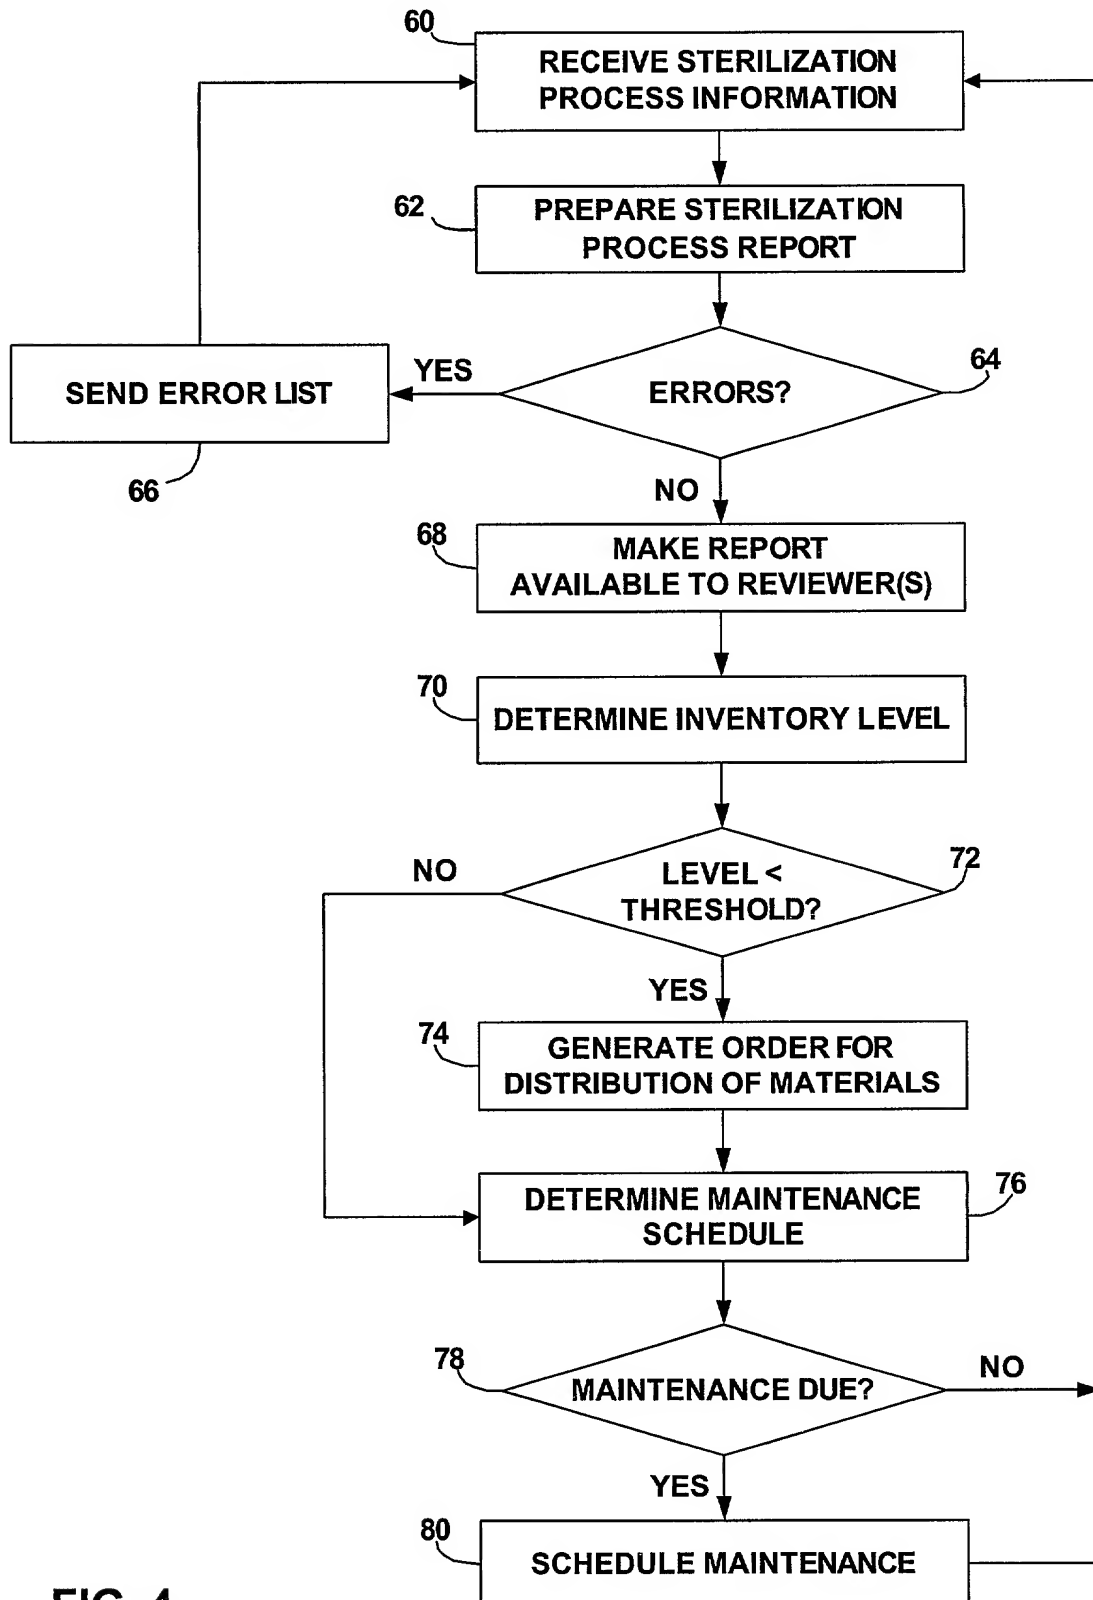 60
RECEIVE STERILIZATION
PROCESS INFORMATION
62
PREPARE STERILIZATION
PROCESS REPORT
64
ERRORS?
YES
SEND ERROR LIST
66
NO
68
MAKE REPORT
AVAILABLE TO REVIEWER(S)
70
DETERMINE INVENTORY LEVEL
72
LEVEL <
THRESHOLD?
NO
YES
74
GENERATE ORDER FOR
DISTRIBUTION OF MATERIALS
76
DETERMINE MAINTENANCE
SCHEDULE
78
MAINTENANCE DUE?
NO
YES
80
SCHEDULE MAINTENANCE
FIG. 4